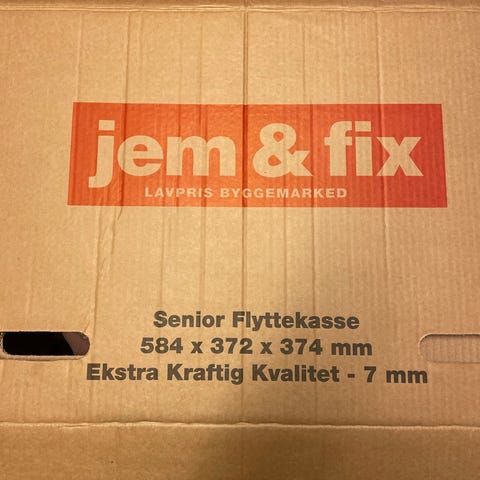 jem & fix
LAVPRIS BYGGEMARKED
Senior Flyttekasse
584 x 372 x 374 mm
Ekstra Kraftig Kvalitet - 7 mm